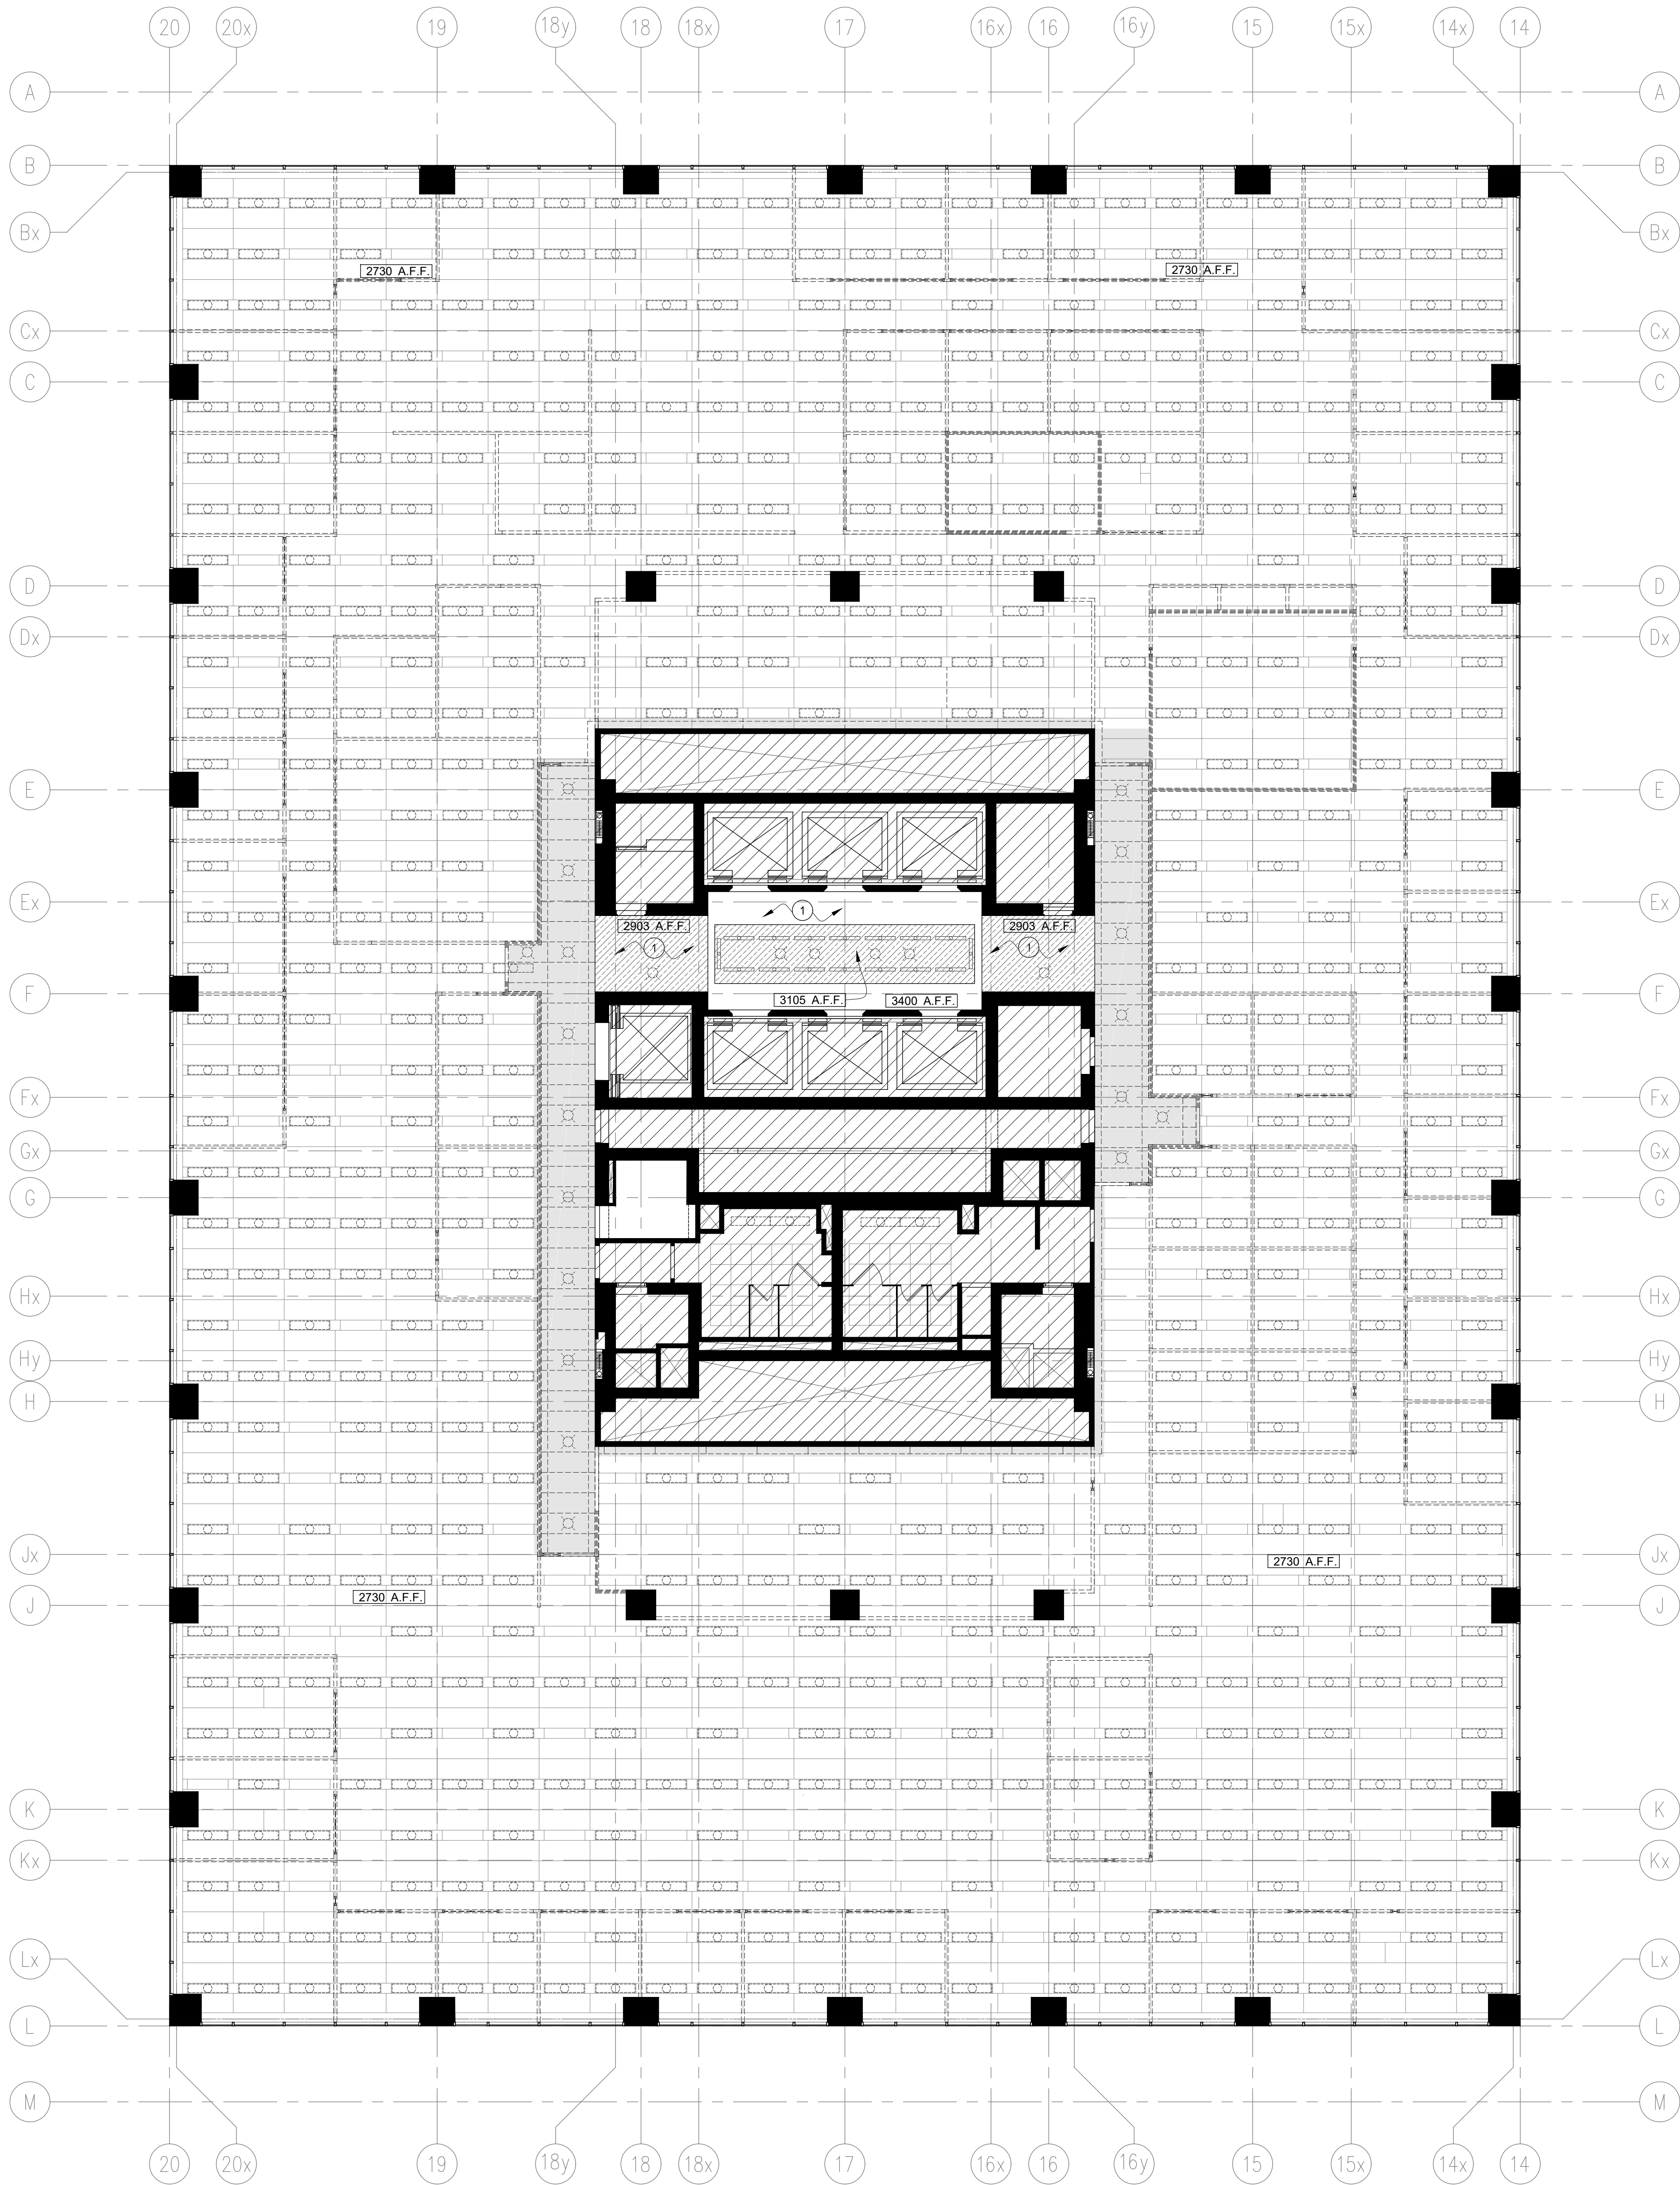 20 20x 19 18y 18 18x 17 16x 16 16y 15 15x 14x 14
A A
B B
Bx Bx
2730 A.F.F. 2730 A.F.F.
Cx Cx
C C
D D
Dx Dx
E E
Ex Ex
1
2903 A.F.F. 2903 A.F.F.
1 1
F F
3105 A.F.F. 3400 A.F.F.
Fx Fx
Gx Gx
G G
Hx Hx
Hy Hy
H H
Jx Jx
2730 A.F.F.
2730 A.F.F.
J J
K K
Kx Kx
Lx Lx
L L
M M
20 20x 19 18y 18 18x 17 16x 16 16y 15 15x 14x 14